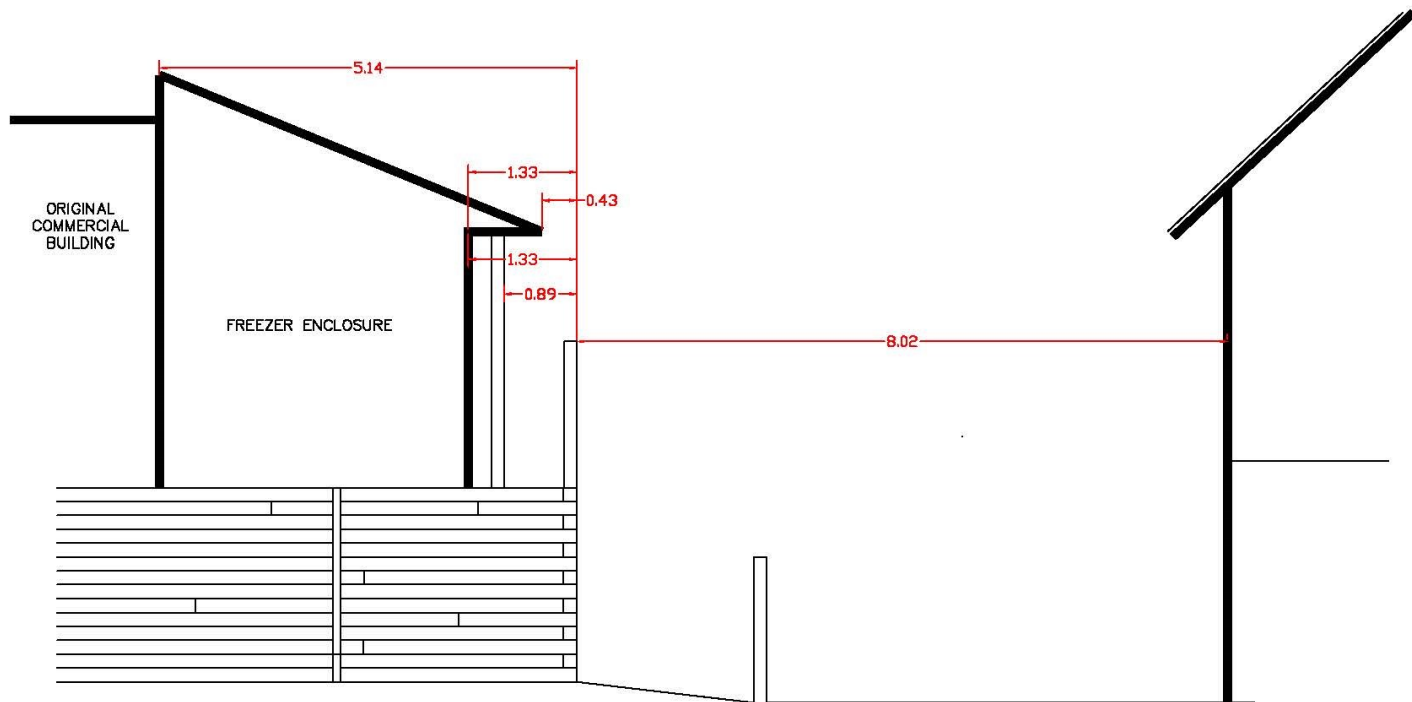 5.14
1.33
0.43
ORIGINAL
COMMERCIAL
BUILDING
1.33
0.89
FREEZER ENCLOSURE
8.02